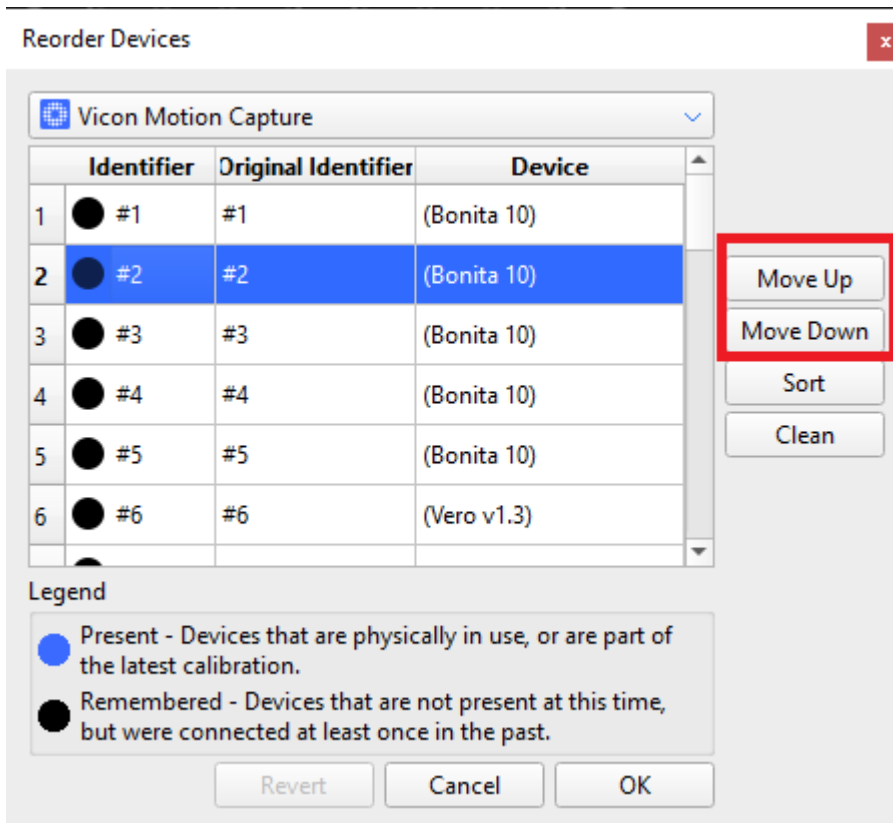 Reorder Devices
x
Vicon Motion Capture
Identifier Original Identifier Device
1 #1 #1 (Bonita 10)
2 #2 #2 (Bonita 10)
3 #3 #3 (Bonita 10)
4 #4 #4 (Bonita 10)
5 #5 #5 (Bonita 10)
6 #6 #6 (Vero v1.3)
Move Up
Move Down
Sort
Clean
Legend
Present - Devices that are physically in use, or are part of
the latest calibration.
Remembered - Devices that are not present at this time,
but were connected at least once in the past.
Revert Cancel OK